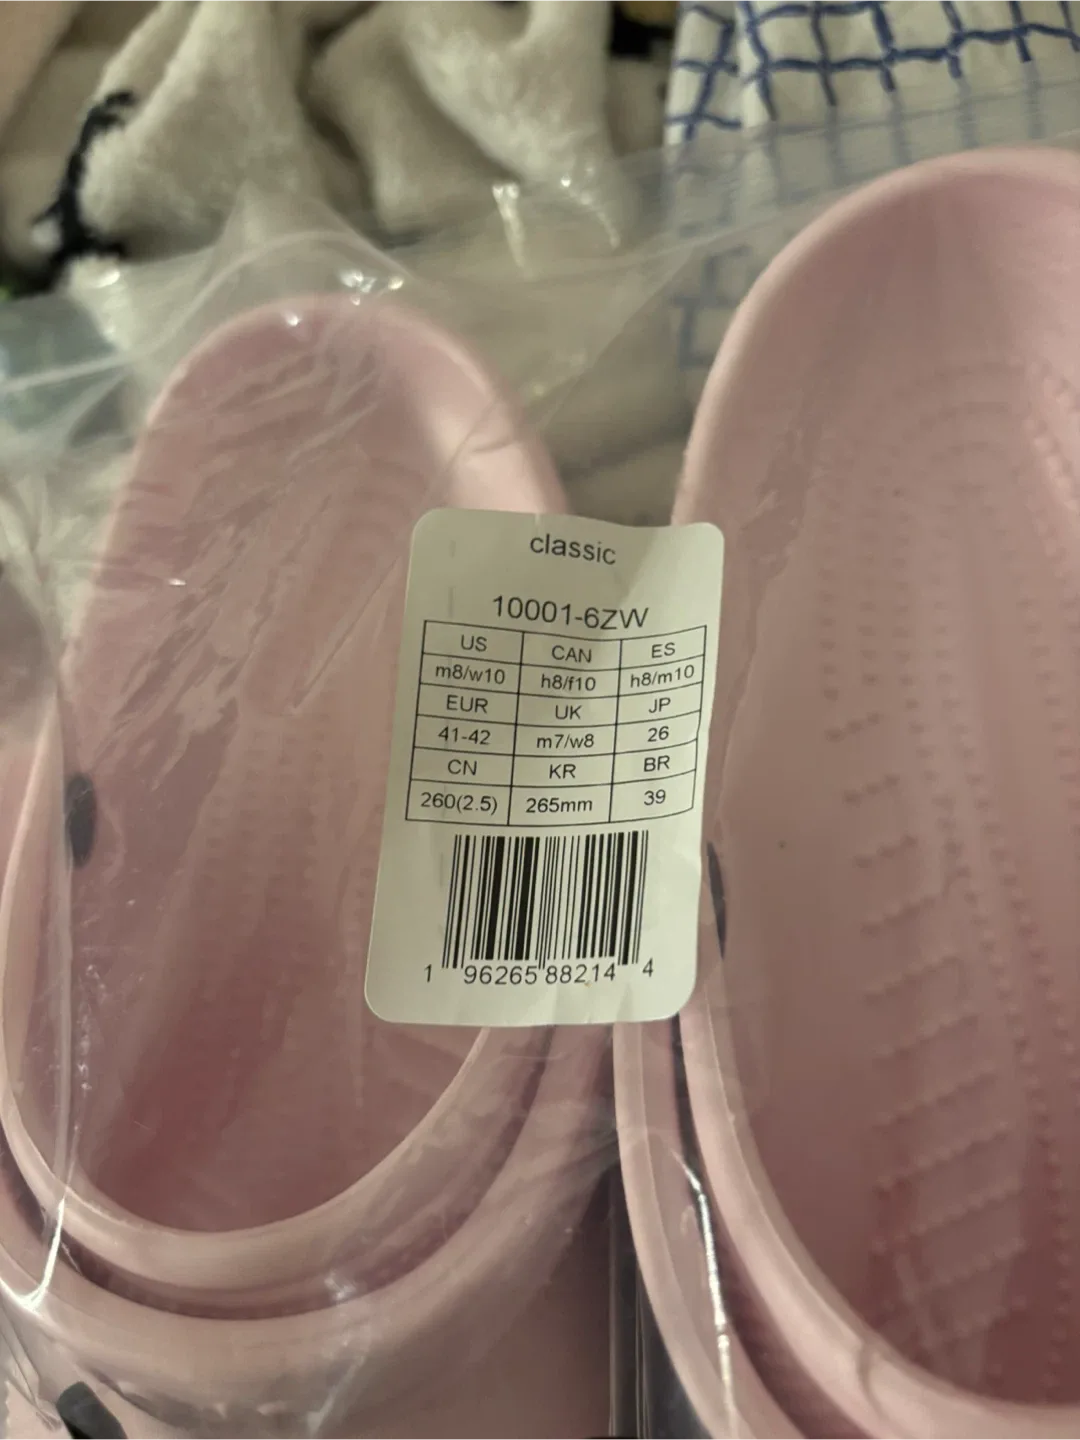 classic
10001-6ZW
US CAN ES
m8/w10 h8/f10 h8/m10
EUR UK JP
41-42 m7/w8 26
CN KR BR
260(2.5) 265mm 39
1 96265 88214 4